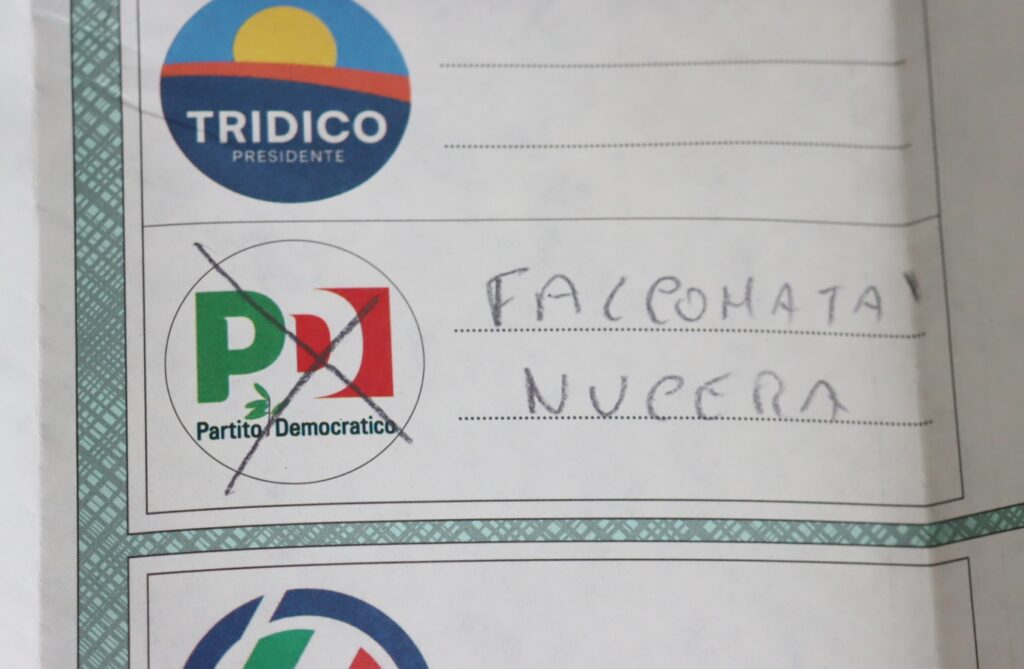 TRIDICO
PRESIDENTE
PD
Partito Democratico
FALCOMATA'
NUCERA